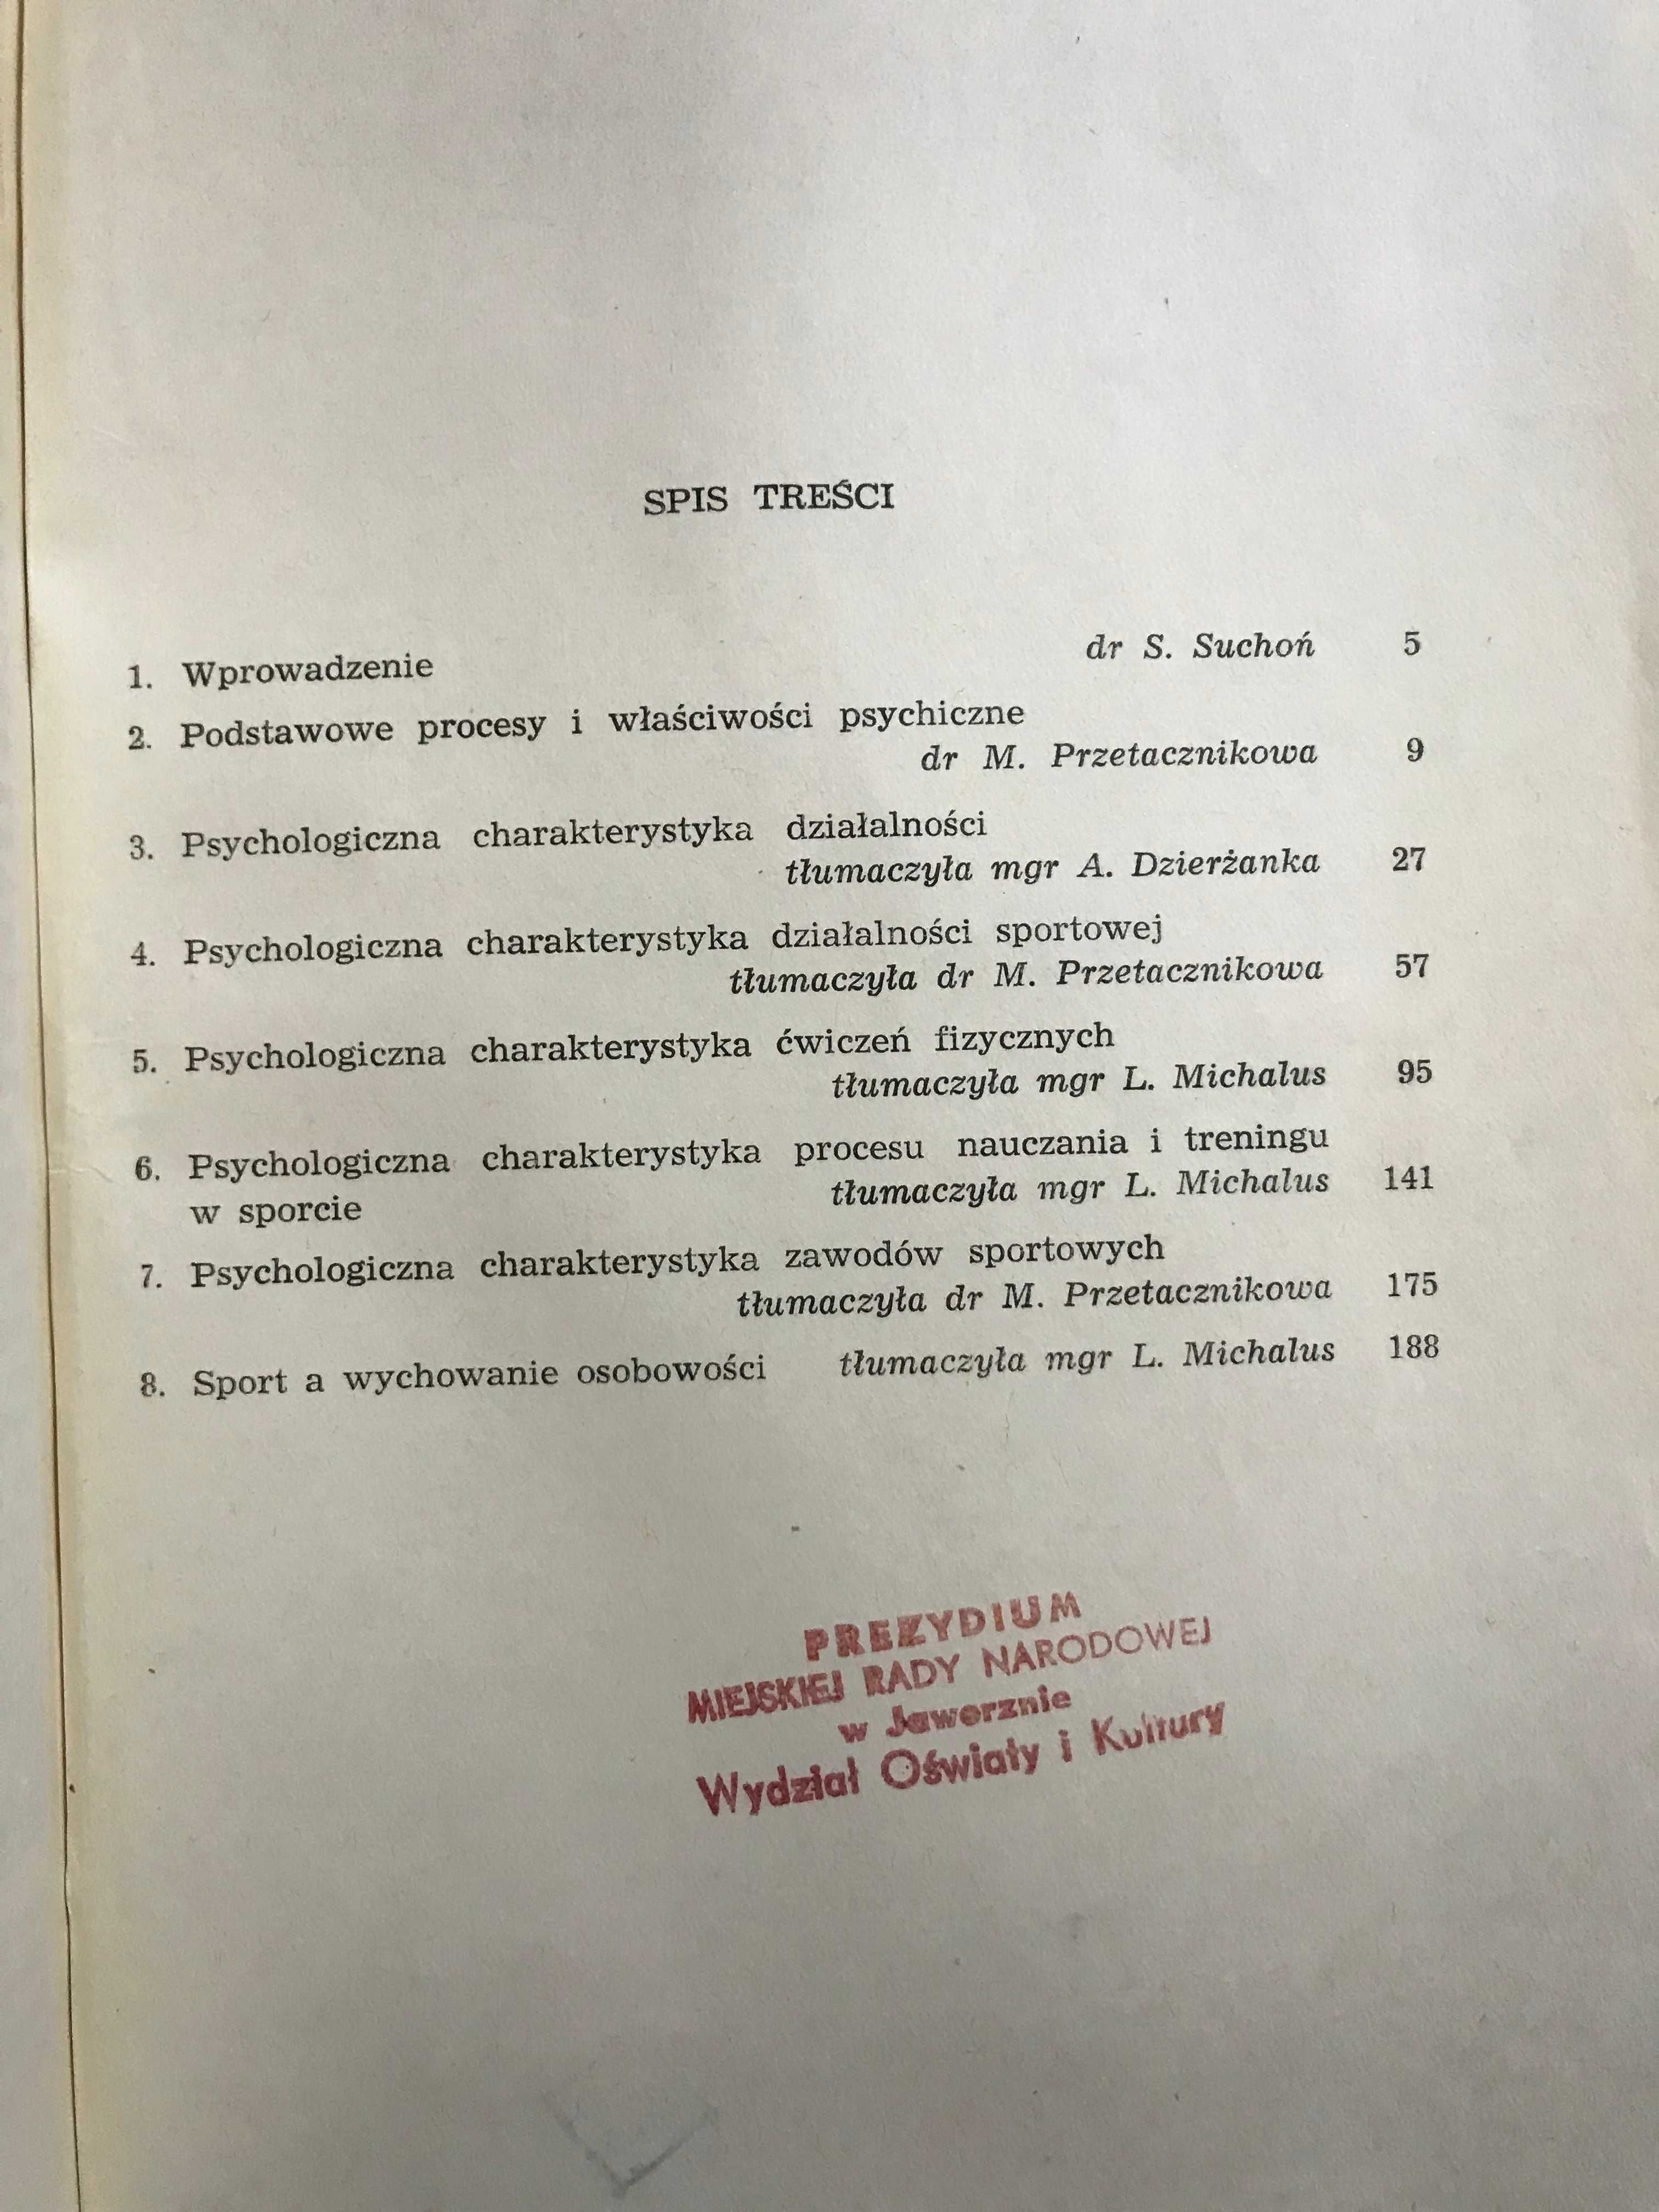 SPIS TREŚCI
1. Wprowadzenie dr S. Suchoń 5
2. Podstawowe procesy i właściwości psychiczne
dr M. Przetacznikowa 9
3. Psychologiczna charakterystyka działalności
tłumaczyła mgr A. Dzierżanka 27
4. Psychologiczna charakterystyka działalności sportowej
tłumaczyła dr M. Przetacznikowa 57
5. Psychologiczna charakterystyka ćwiczeń fizycznych
tłumaczyła mgr L. Michalus 95
6. Psychologiczna charakterystyka procesu nauczania i treningu
w sporcie tłumaczyła mgr L. Michalus 141
7. Psychologiczna charakterystyka zawodów sportowych
tłumaczyła dr M. Przetacznikowa 175
8. Sport a wychowanie osobowości tłumaczyła mgr L. Michalus 188
PREZYDIUM
MIEJSKIEJ RADY NARODOWEJ
w Jaworznie
Wydział Oświaty i Kultury